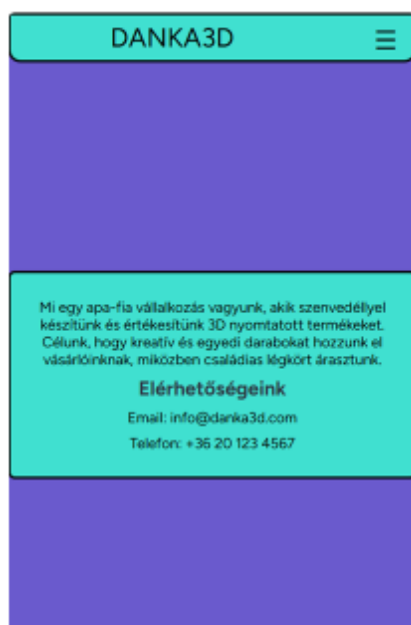 DANKA3D
Mi egy apa-fia vállalkozás vagyunk, akik szenvedéllyel
készítünk és értékesítünk 3D nyomtatott termékeket.
Célunk, hogy kreatív és egyedi darabokat hozzunk el
vásárlóinknak, miközben családias légkört árasztunk.
Elérhetőségeink
Email: info@danka3d.com
Telefon: +36 20 123 4567